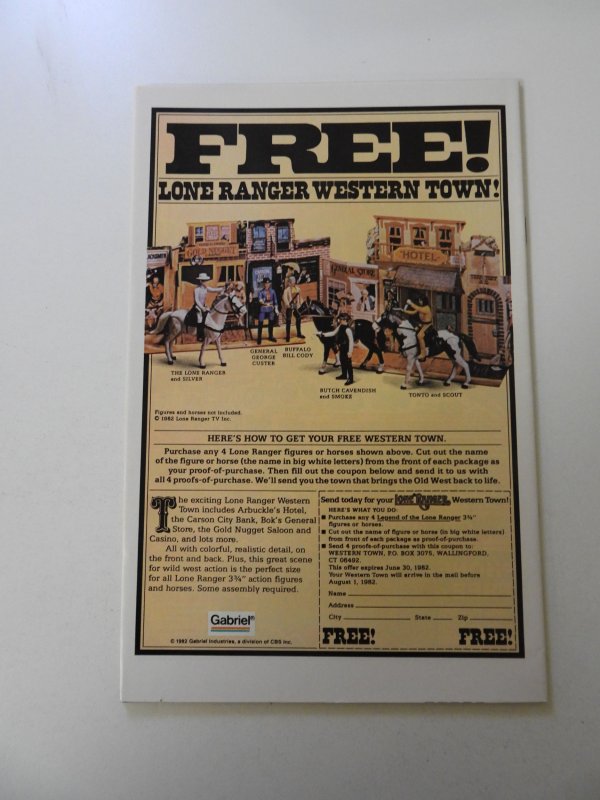 FREE!
LONE RANGER WESTERN TOWN!
GOLD NUGGET
HOTEL
GENERAL STORE
THE LONE RANGER
and SILVER
GENERAL
GEORGE
CUSTER
BUFFALO
BILL CODY
BUTCH CAVENDISH
and SMOKE
TONTO and SCOUT
Figures and horses not included.
© 1982 Lone Ranger TV Inc.
HERE'S HOW TO GET YOUR FREE WESTERN TOWN.
Purchase any 4 Lone Ranger figures or horses shown above. Cut out the name
of the figure or horse (the name in big white letters) from the front of each package as
your proof-of-purchase. Then fill out the coupon below and send it to us with
all 4 proofs-of-purchase. We'll send you the town that brings the Old West back to life.
The exciting Lone Ranger Western
Town includes Arbuckle's Hotel,
the Carson City Bank, Bok's General
Store, the Gold Nugget Saloon and
Casino, and lots more.
All with colorful, realistic detail, on
the front and back. Plus, this great scene
for wild west action is the perfect size
for all Lone Ranger 3¾" action figures
and horses. Some assembly required.
Gabriel®
© 1982 Gabriel Industries, a division of CBS Inc.
Send today for your LONE RANGER Western Town!
HERE'S WHAT YOU DO:
■ Purchase any 4 Legend of the Lone Ranger 3¾"
figures or horses.
■ Cut out the name of figure or horse (in big white letters)
from front of each package as proof-of-purchase.
■ Send 4 proofs-of-purchase with this coupon to:
WESTERN TOWN, P.O. BOX 3075, WALLINGFORD,
CT 06492.
This offer expires June 30, 1982.
Your Western Town will arrive in the mail before
August 1, 1982.
Name
Address
City State Zip
FREE! FREE!